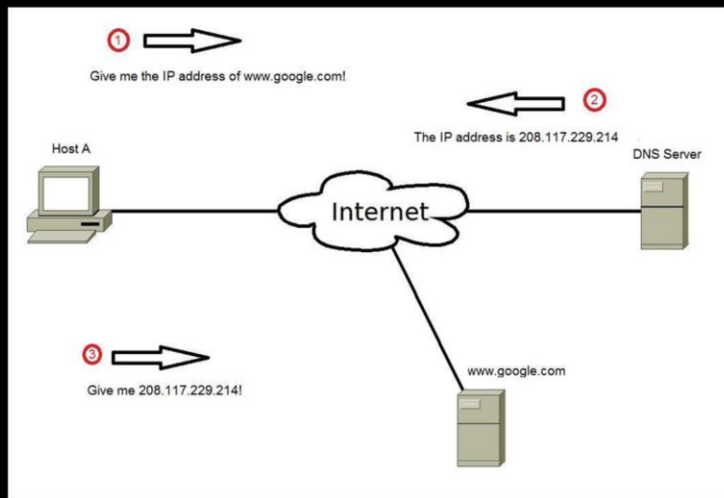 1
Give me the IP address of www.google.com!
2
The IP address is 208.117.229.214
Host A
DNS Server
Internet
3
Give me 208.117.229.214!
www.google.com